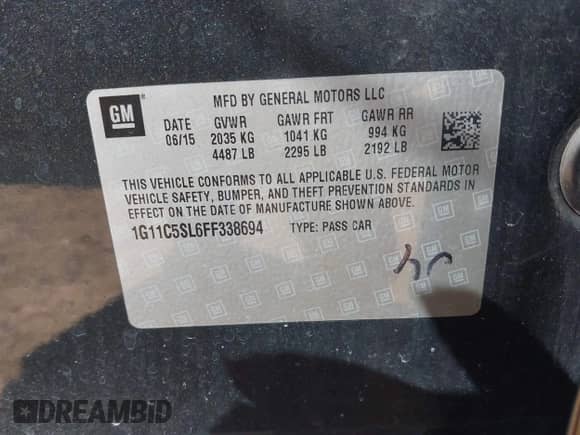 GM
MFD BY GENERAL MOTORS LLC
DATE GVWR GAWR FRT GAWR RR
06/15 2035 KG 1041 KG 994 KG
4487 LB 2295 LB 2192 LB
THIS VEHICLE CONFORMS TO ALL APPLICABLE U.S. FEDERAL MOTOR
VEHICLE SAFETY, BUMPER, AND THEFT PREVENTION STANDARDS IN
EFFECT ON THE DATE OF MANUFACTURE SHOWN ABOVE.
1G11C5SL6FF338694 TYPE: PASS CAR
DREAMBID